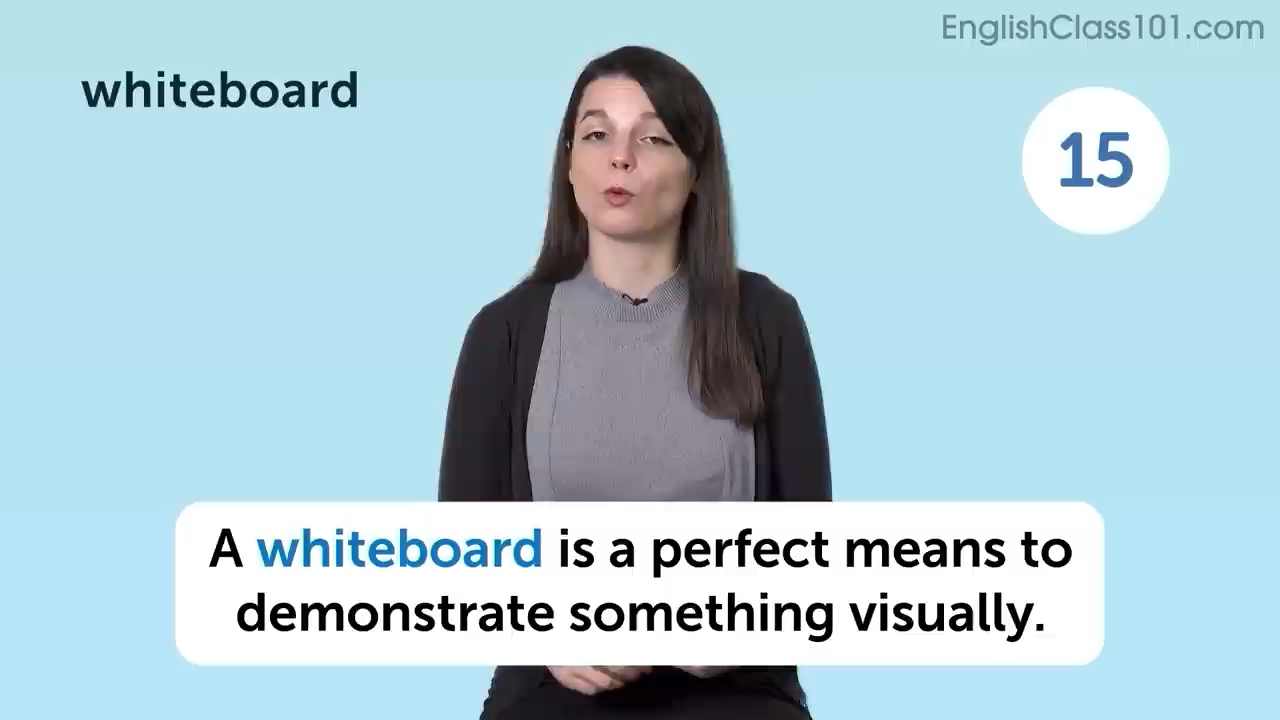 EnglishClass101.com
whiteboard
15
A whiteboard is a perfect means to
demonstrate something visually.